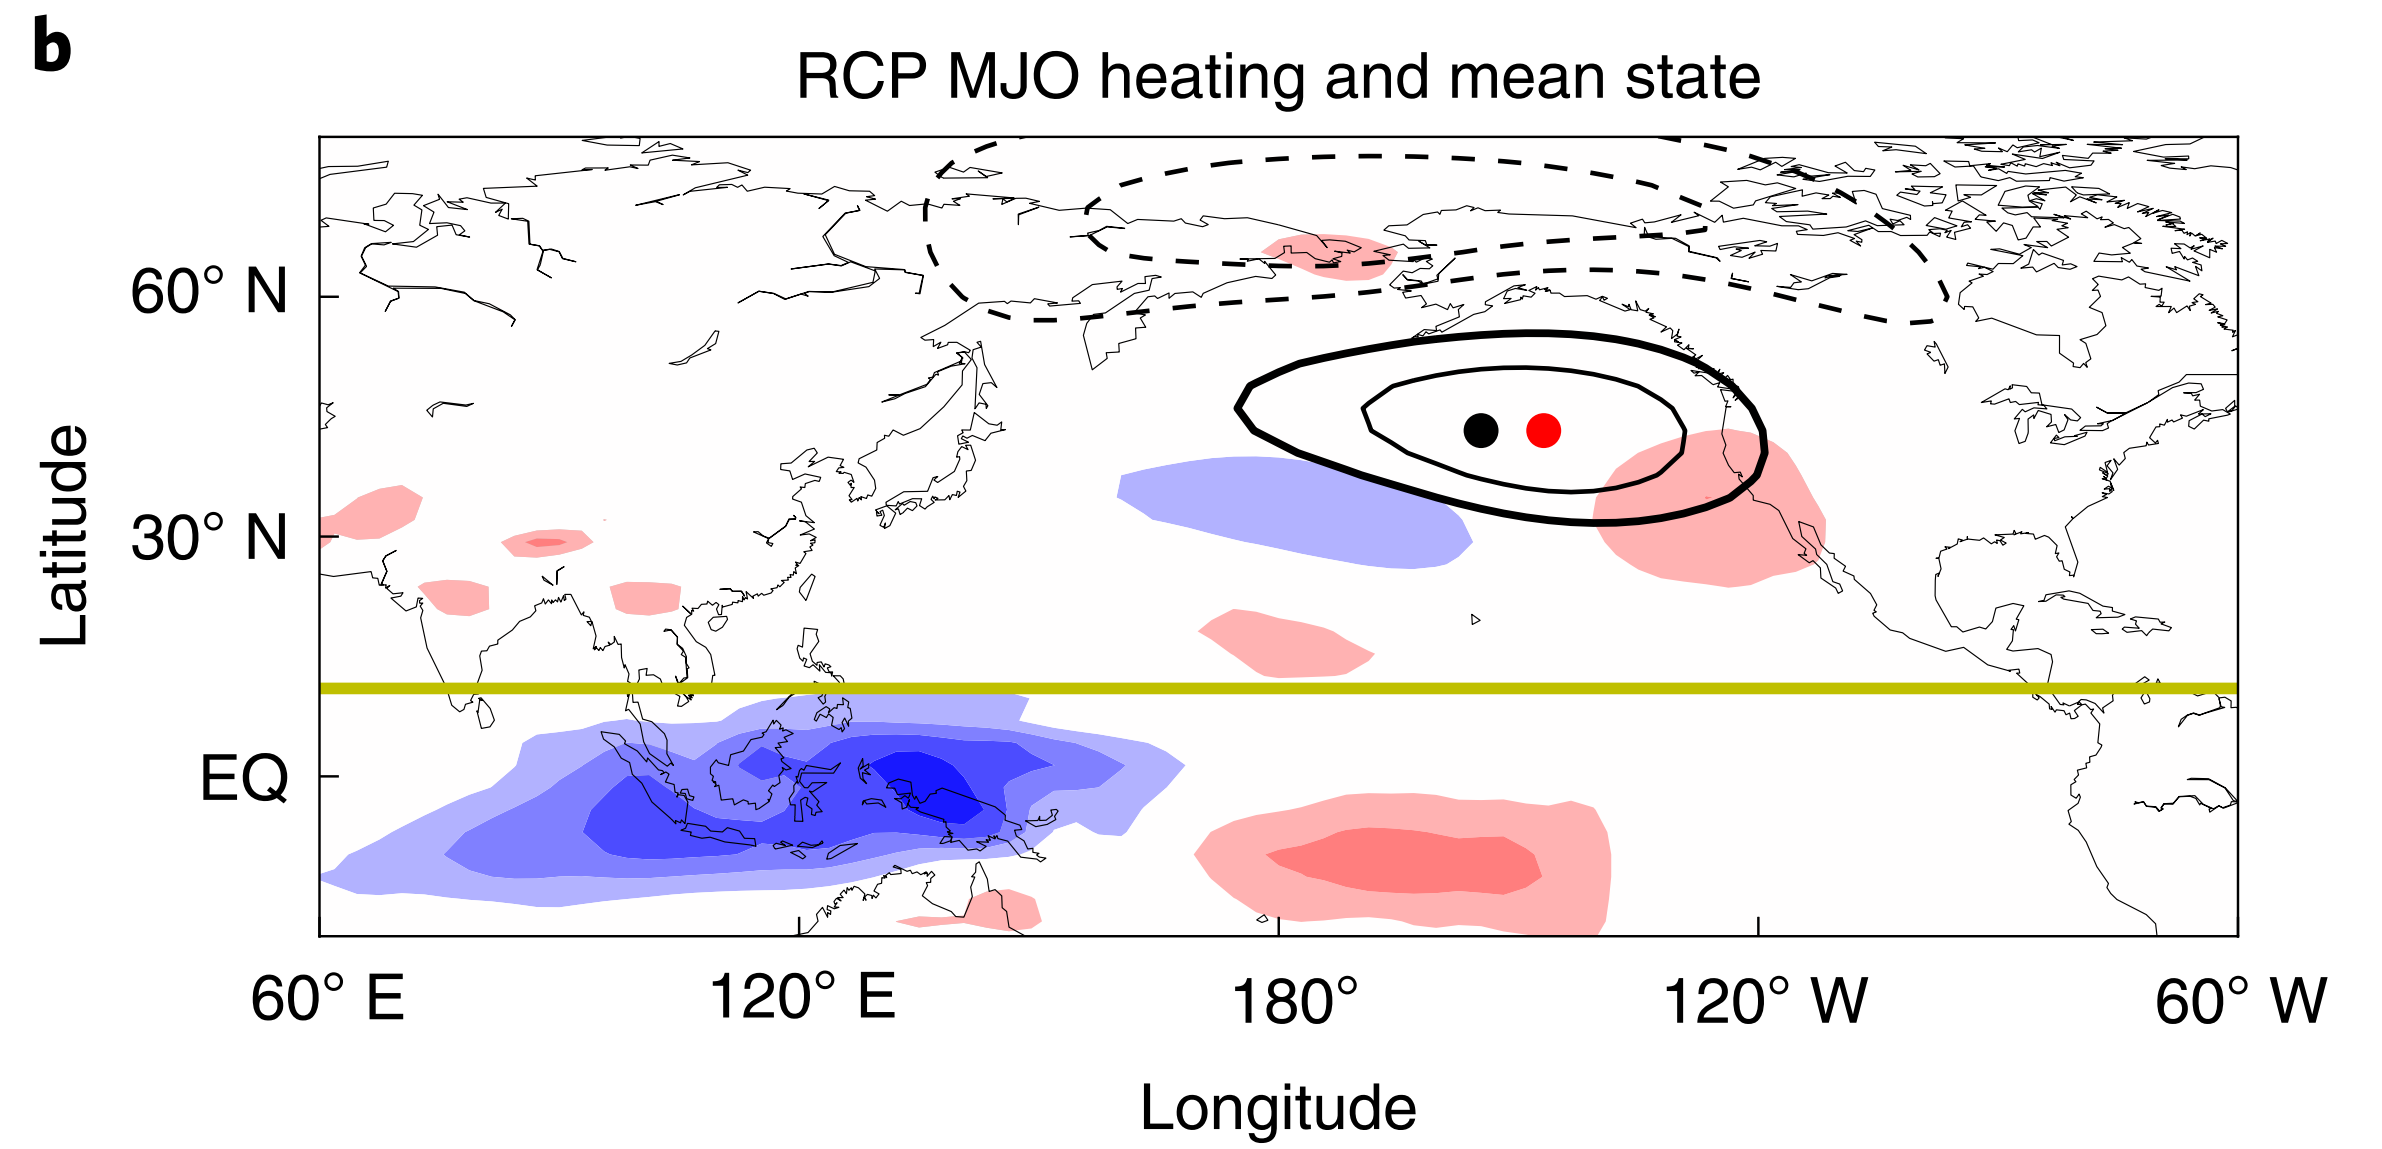 b
RCP MJO heating and mean state
60° N
30° N
EQ
Latitude
60° E 120° E 180° 120° W 60° W
Longitude